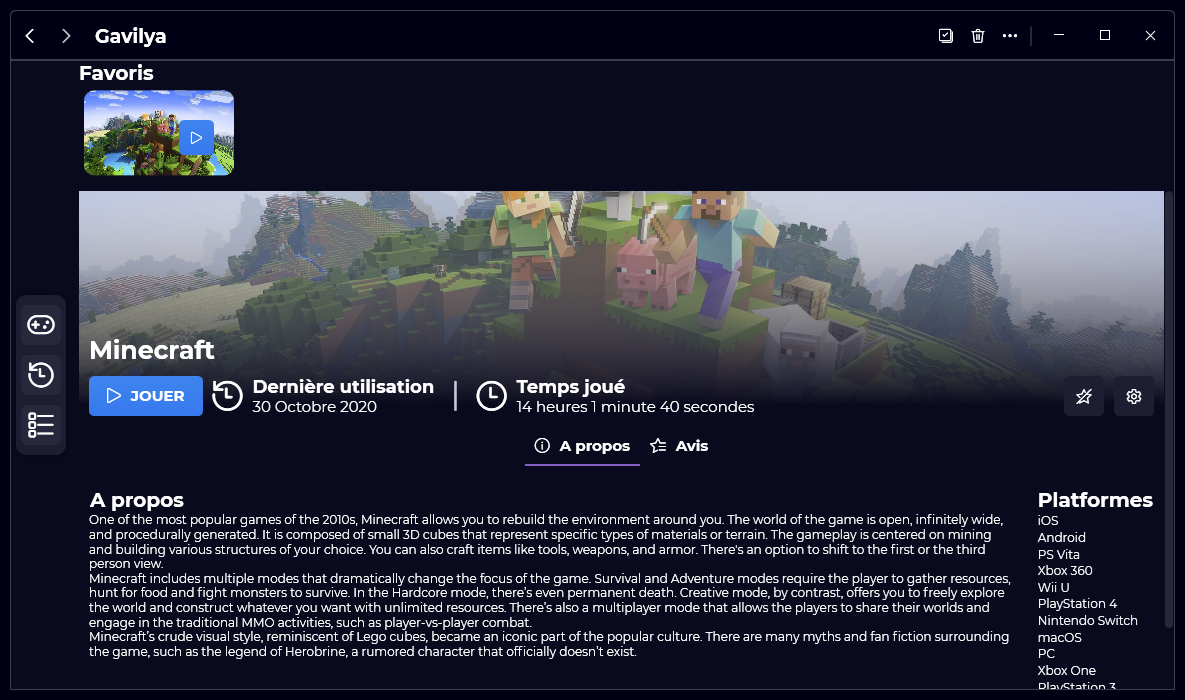 Gavilya
Favoris
Minecraft
JOUER
Dernière utilisation
30 Octobre 2020
Temps joué
14 heures 1 minute 40 secondes
A propos
Avis
A propos
One of the most popular games of the 2010s, Minecraft allows you to rebuild the environment around you. The world of the game is open, infinitely wide,
and procedurally generated. It is composed of small 3D cubes that represent specific types of materials or terrain. The gameplay is centered on mining
and building various structures of your choice. You can also craft items like tools, weapons, and armor. There's an option to shift to the first or the third
person view.
Minecraft includes multiple modes that dramatically change the focus of the game. Survival and Adventure modes require the player to gather resources,
hunt for food and fight monsters to survive. In the Hardcore mode, there's even permanent death. Creative mode, by contrast, offers you to freely explore
the world and construct whatever you want with unlimited resources. There's also a multiplayer mode that allows the players to share their worlds and
engage in the traditional MMO activities, such as player-vs-player combat.
Minecraft's crude visual style, reminiscent of Lego cubes, became an iconic part of the popular culture. There are many myths and fan fiction surrounding
the game, such as the legend of Herobrine, a rumored character that officially doesn't exist.
Platformes
iOS
Android
PS Vita
Xbox 360
Wii U
PlayStation 4
Nintendo Switch
macOS
PC
Xbox One
PlayStation 3